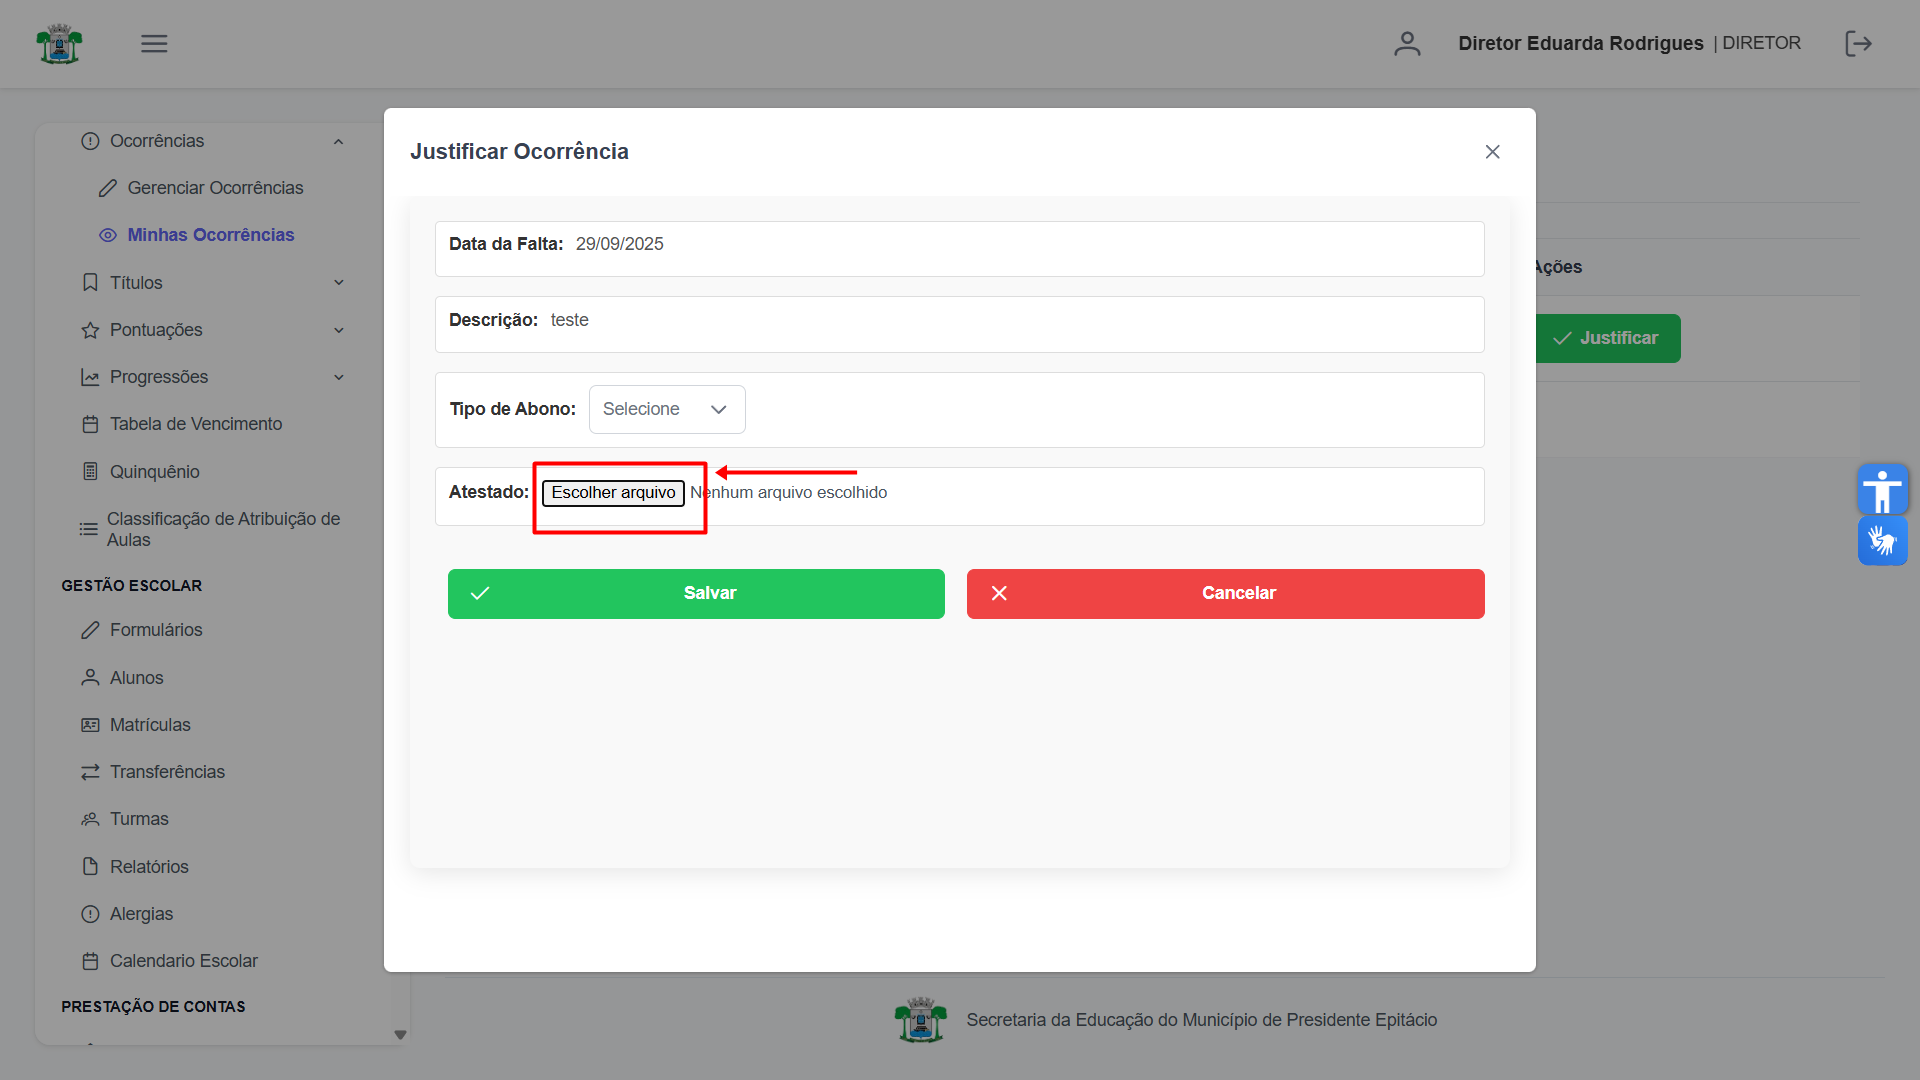 Diretor Eduarda Rodrigues | DIRETOR
Ocorrências
Gerenciar Ocorrências
Minhas Ocorrências
Títulos
Pontuações
Progressões
Tabela de Vencimento
Quinquênio
Classificação de Atribuição de
Aulas
GESTÃO ESCOLAR
Formulários
Alunos
Matrículas
Transferências
Turmas
Relatórios
Alergias
Calendario Escolar
PRESTAÇÃO DE CONTAS
Justificar Ocorrência
Data da Falta: 29/09/2025
Descrição: teste
Tipo de Abono: Selecione
Atestado: Escolher arquivo Nenhum arquivo escolhido
Salvar
Cancelar
Ações
Justificar
Secretaria da Educação do Município de Presidente Epitácio